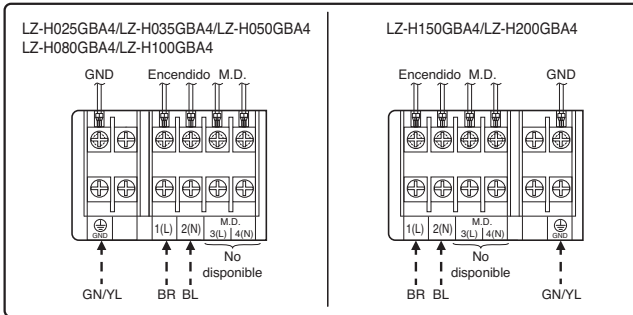 LZ-H025GBA4/LZ-H035GBA4/LZ-H050GBA4
LZ-H080GBA4/LZ-H100GBA4
GND Encendido M.D.
GND 1(L) 2(N) M.D. 3(L) 4(N)
No
disponible
GN/YL BR BL
LZ-H150GBA4/LZ-H200GBA4
Encendido M.D. GND
1(L) 2(N) M.D. 3(L) 4(N) GND
No
disponible
BR BL GN/YL